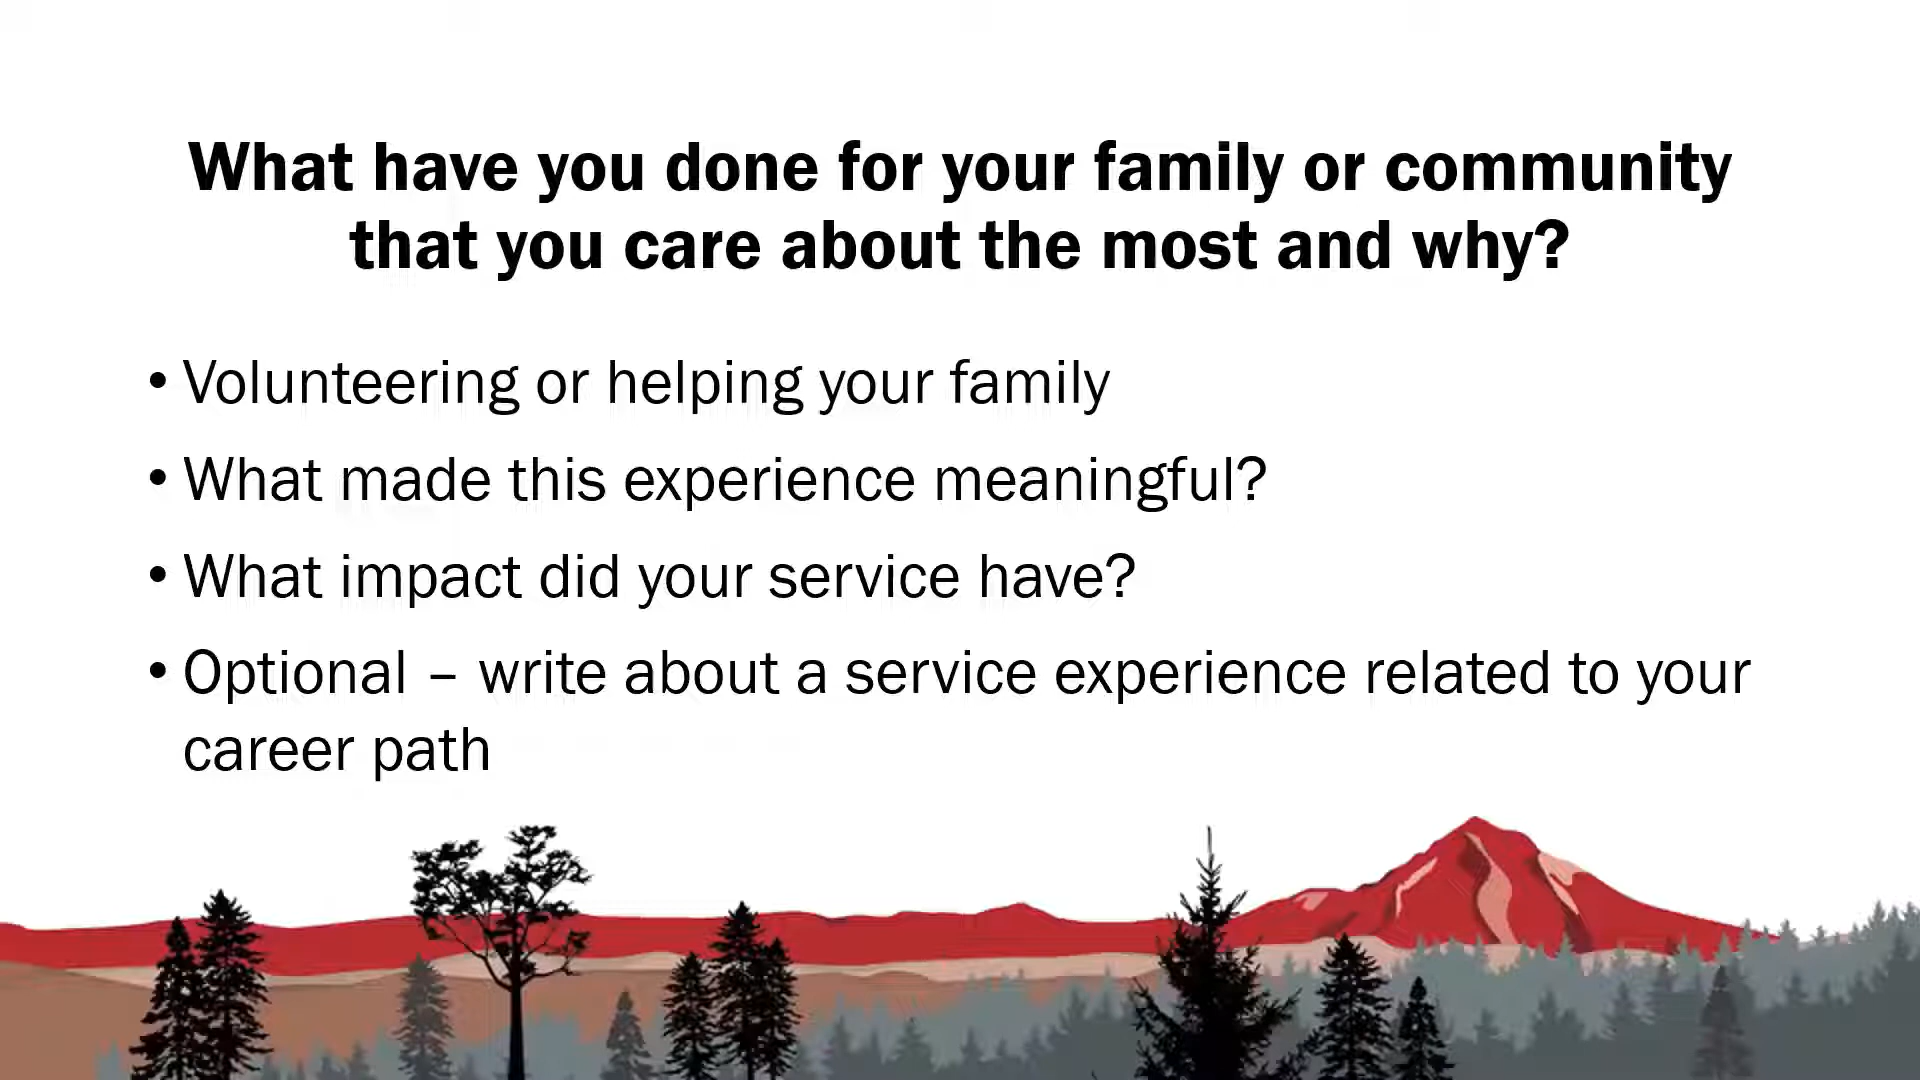 What have you done for your family or community
that you care about the most and why?
• Volunteering or helping your family
• What made this experience meaningful?
• What impact did your service have?
• Optional – write about a service experience related to your
career path